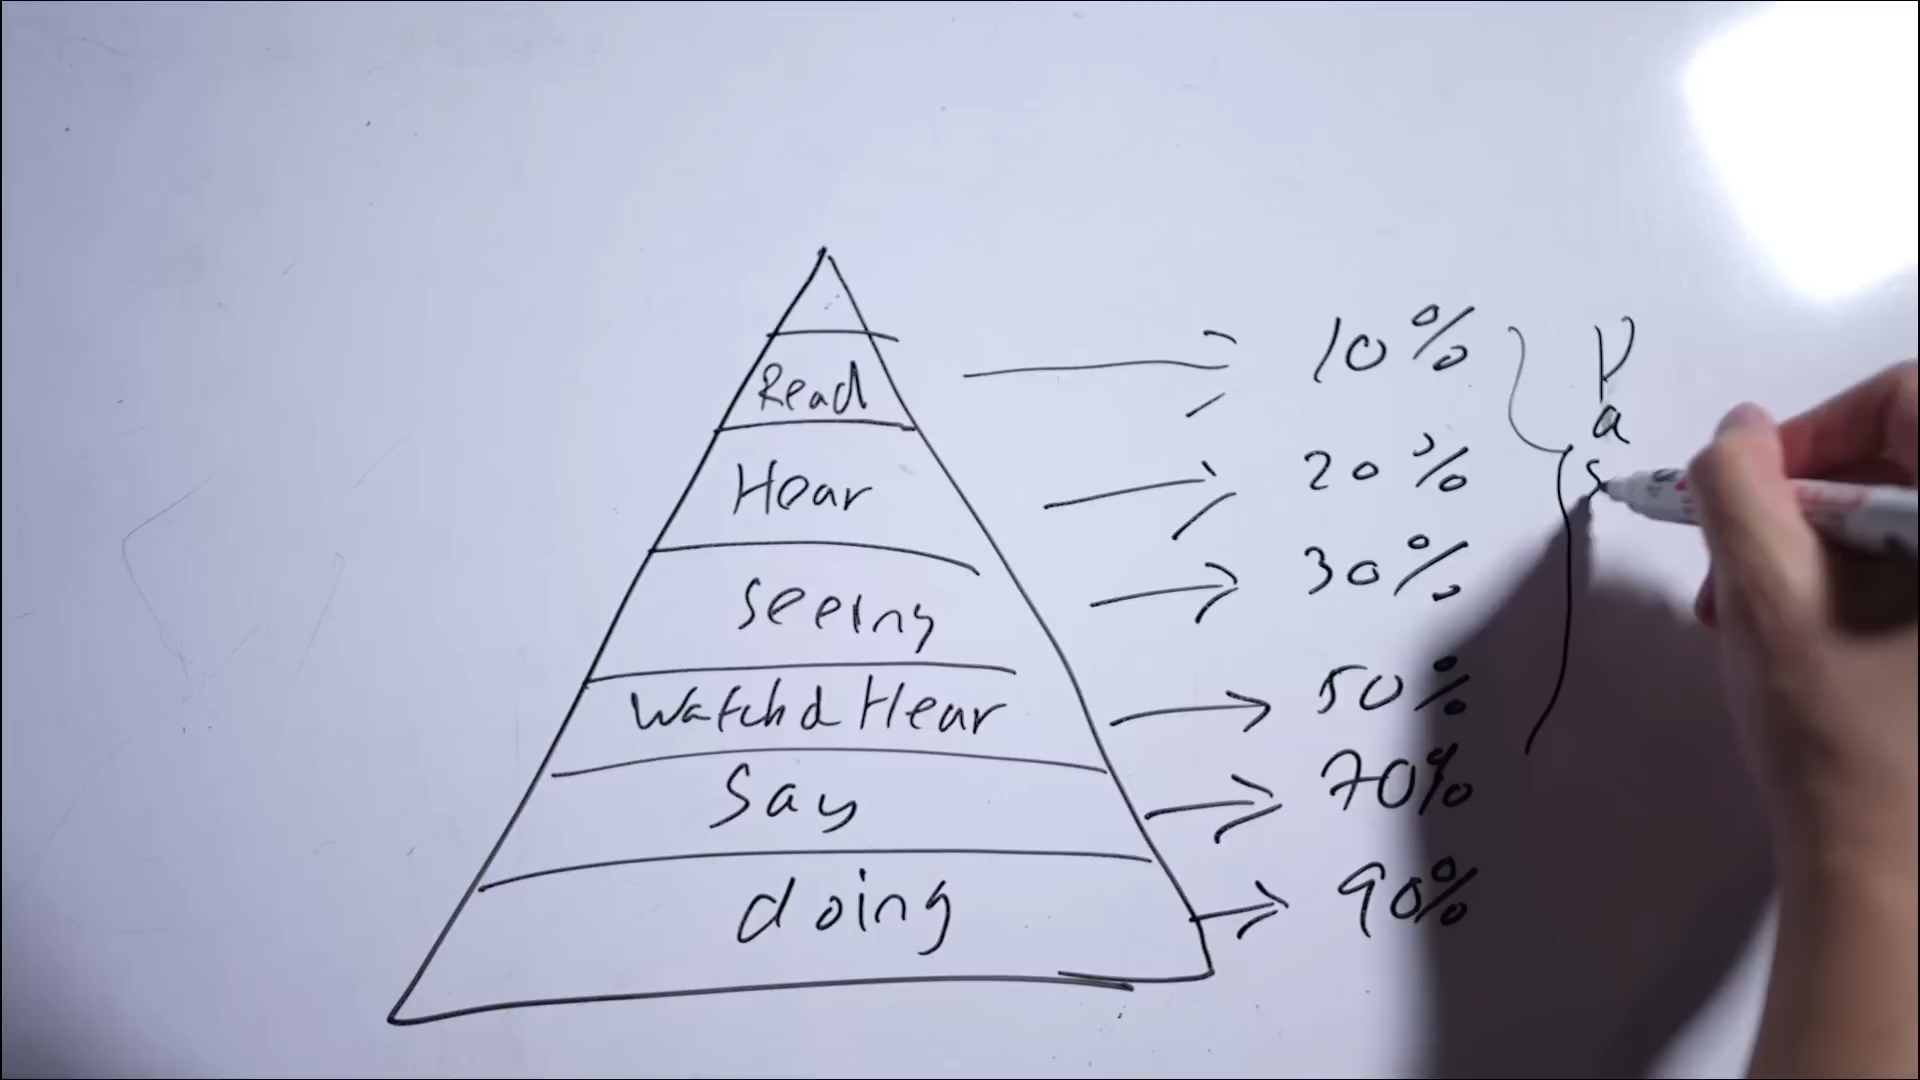 Read 10%
Hear 20%
Seeing 30%
Watch & Hear 50%
Say 70%
doing 90%
P
a
s